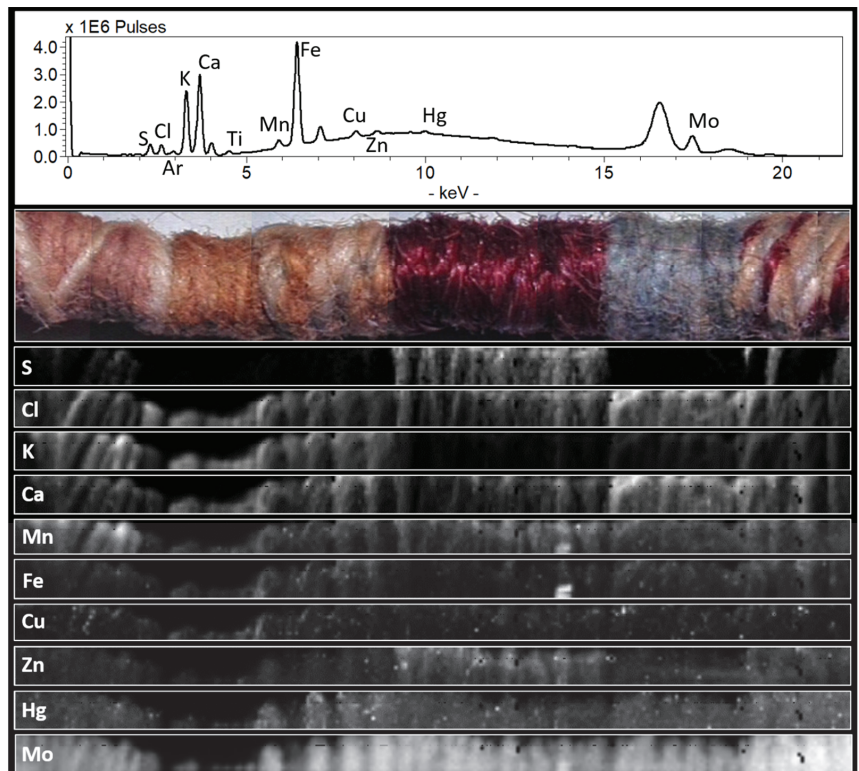 x 1E6 Pulses
4.0
3.0
2.0
1.0
0.0
S
Cl
Ar
K
Ca
Ti
Mn
Fe
Cu
Zn
Hg
Mo
0 5 10 15 20
- keV -
S
Cl
K
Ca
Mn
Fe
Cu
Zn
Hg
Mo